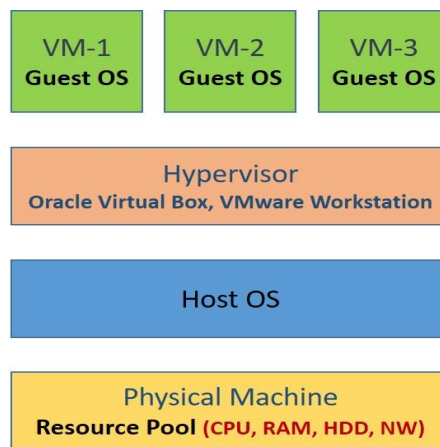 VM-1 VM-2 VM-3
Guest OS Guest OS Guest OS
Hypervisor
Oracle Virtual Box, VMware Workstation
Host OS
Physical Machine
Resource Pool (CPU, RAM, HDD, NW)